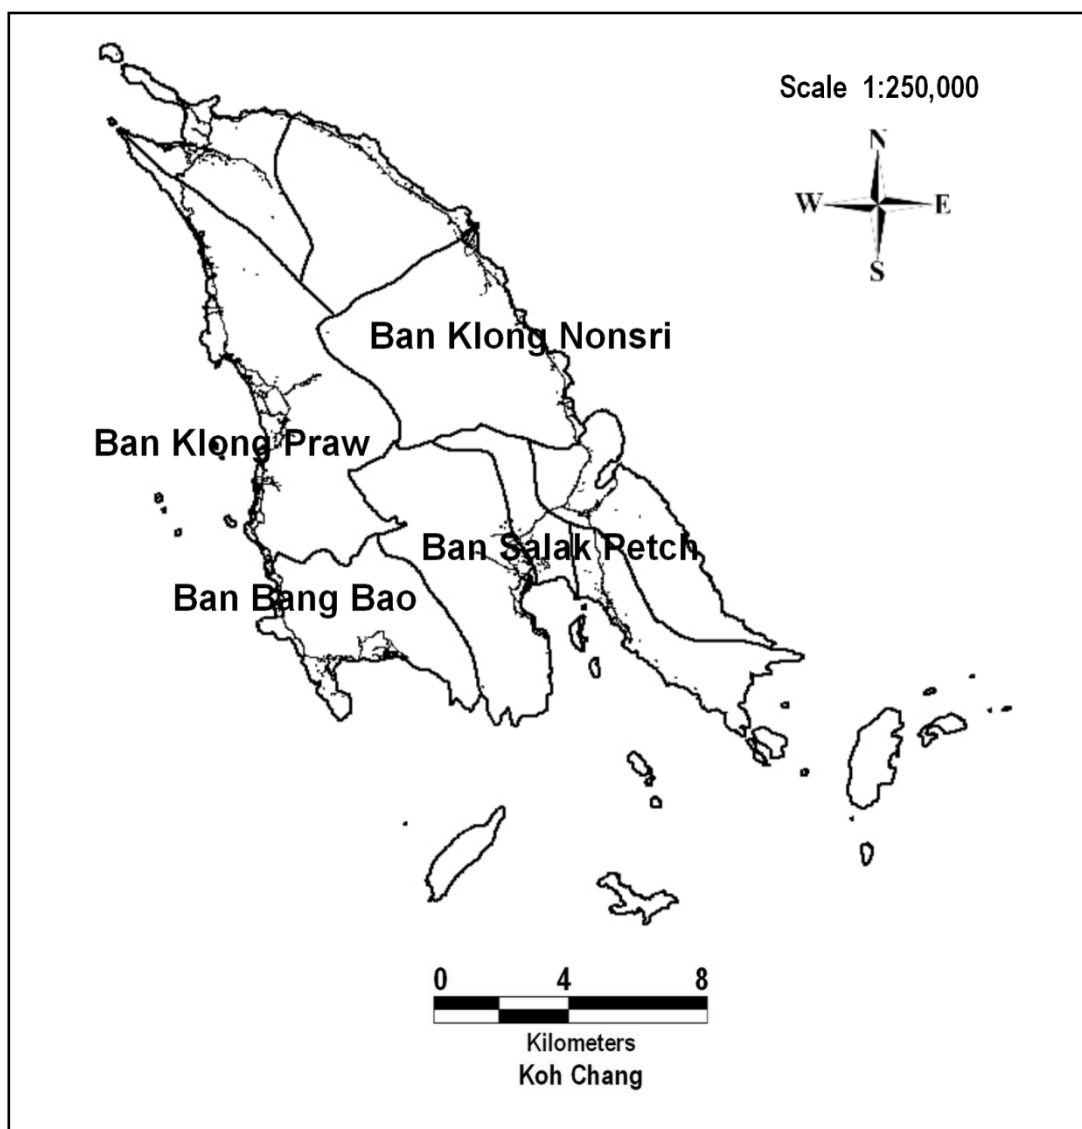 Scale 1:250,000
N
W E
S
Ban Klong Nonsri
Ban Klong Praw
Ban Salak Petch
Ban Bang Bao
0 4 8
Kilometers
Koh Chang